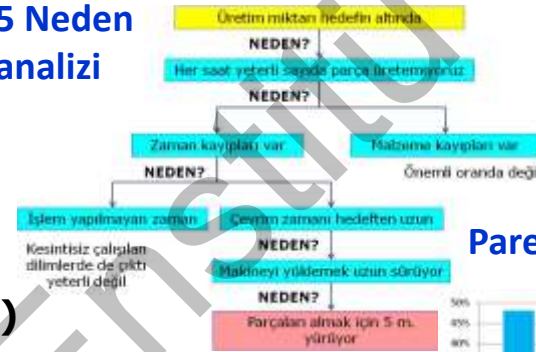 5 Neden
analizi
Üretim miktarı hedefin altında
NEDEN?
Her saat yeterli sayıda parça üretemiyoruz
NEDEN?
Zaman kayıpları var
Malzeme kayıpları var
NEDEN?
Önemli oranda deği
İşlem yapılmayan zaman
Çevrim zamanı hedeften uzun
Kesintisiz çalışılan
dilimlerde de çıktı
yeterli değil
NEDEN?
Pare
Makineyi yüklemek uzun sürüyor
NEDEN?
)
Parçaları almak için 5 m.
yürüyor
50%
45%
40%